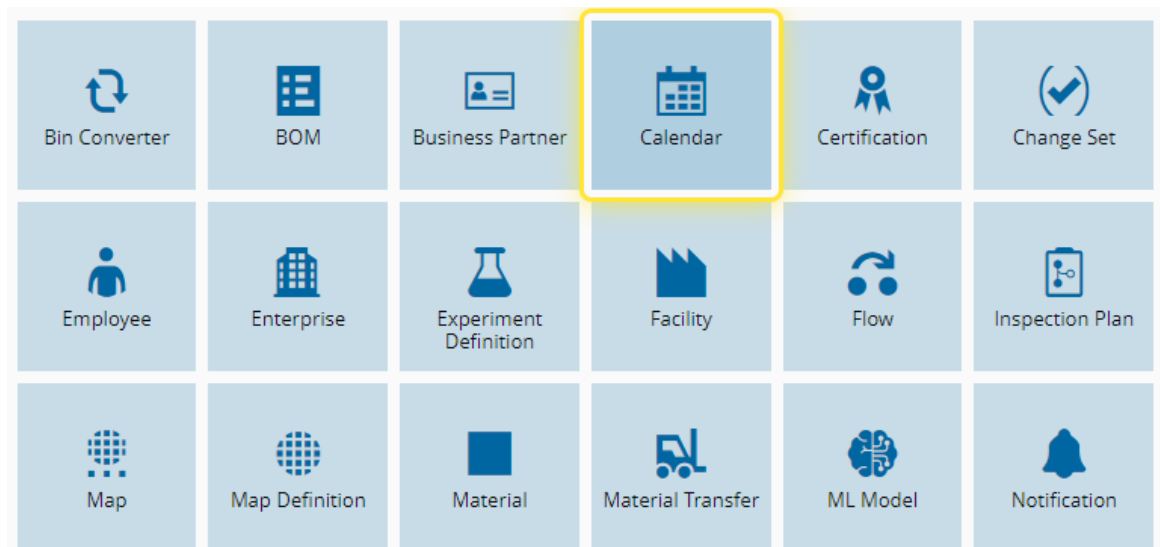 Bin Converter
BOM
Business Partner
Calendar
Certification
Change Set
Employee
Enterprise
Experiment
Definition
Facility
Flow
Inspection Plan
Map
Map Definition
Material
Material Transfer
ML Model
Notification